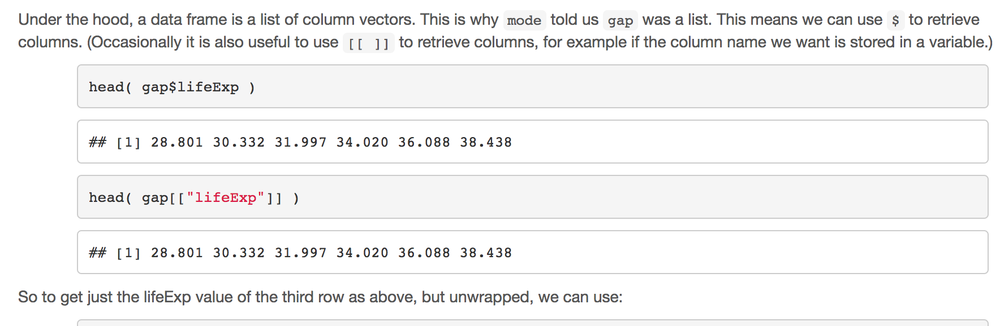 Under the hood, a data frame is a list of column vectors. This is why mode told us gap was a list. This means we can use $ to retrieve
columns. (Occasionally it is also useful to use [[ ]] to retrieve columns, for example if the column name we want is stored in a variable.)
head( gap$lifeExp )
## [1] 28.801 30.332 31.997 34.020 36.088 38.438
head( gap[["lifeExp"]] )
## [1] 28.801 30.332 31.997 34.020 36.088 38.438
So to get just the lifeExp value of the third row as above, but unwrapped, we can use: